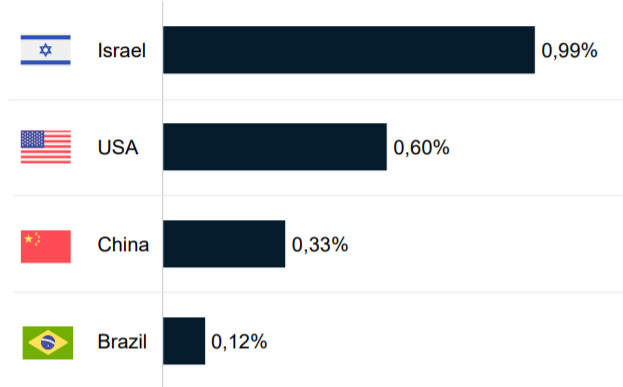 Israel 0,99%
USA 0,60%
China 0,33%
Brazil 0,12%